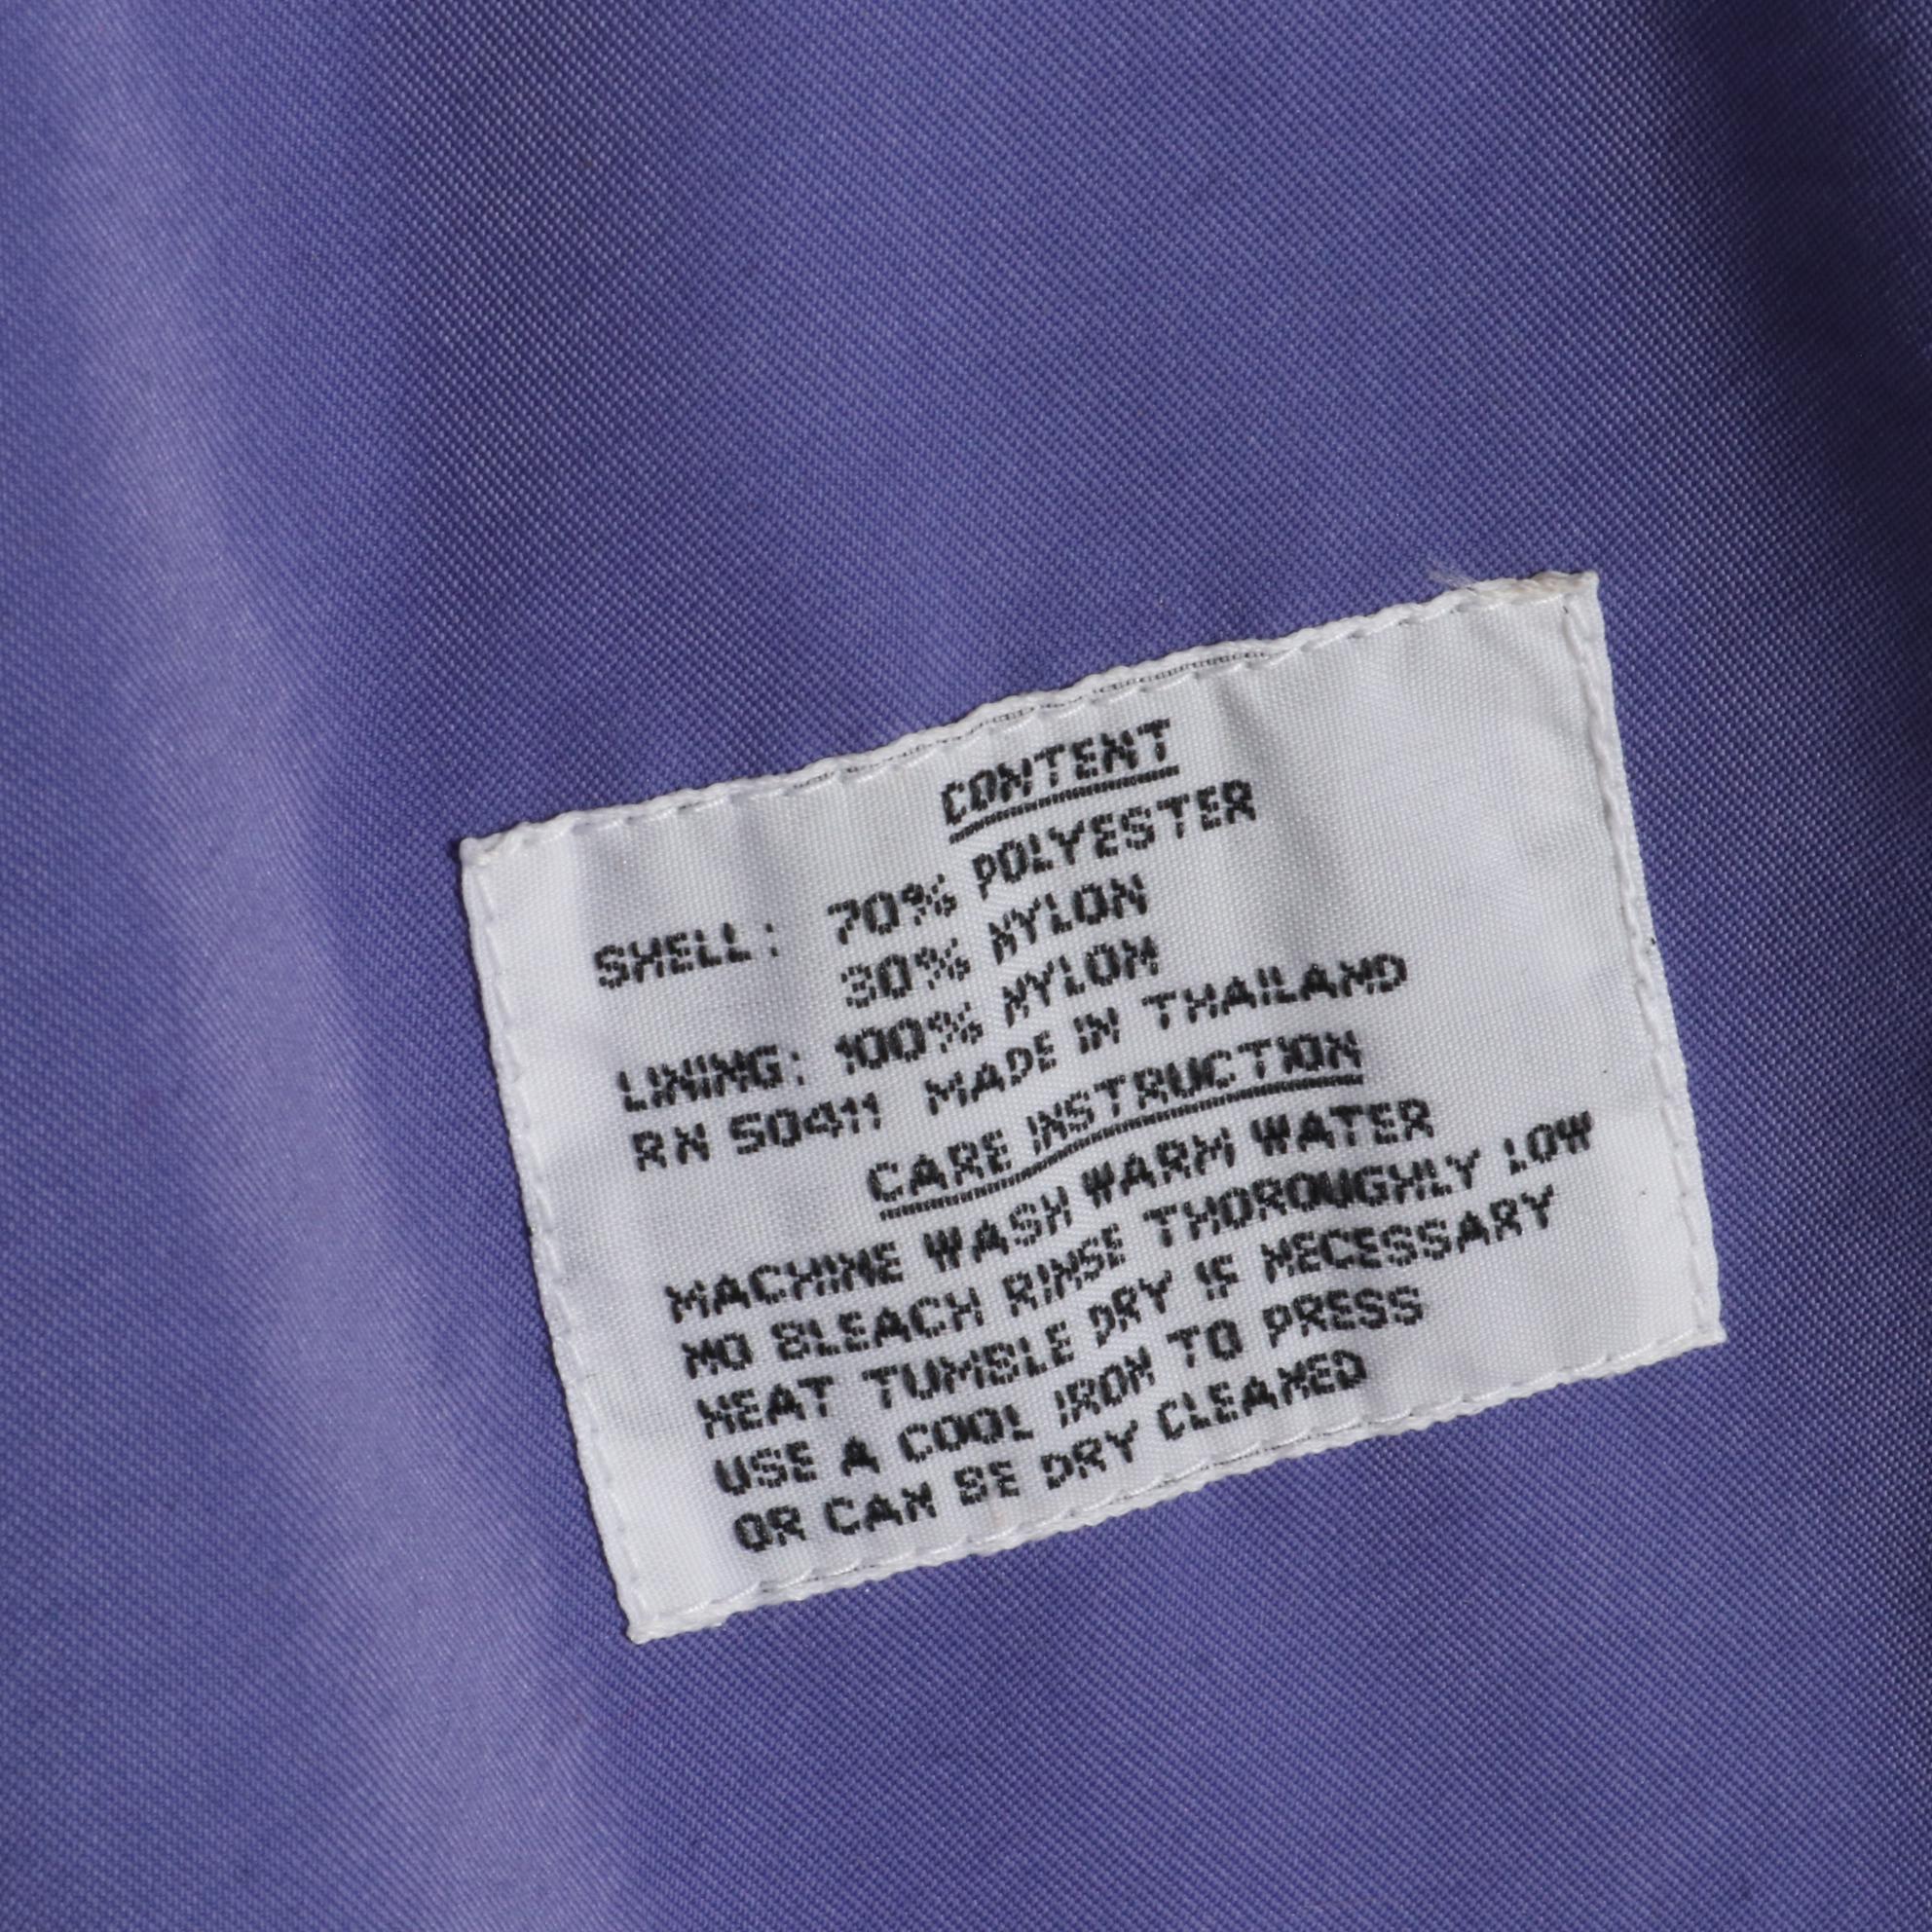 CONTENT
SHELL: 70% POLYESTER
30% NYLON
LINING: 100% NYLON
RN 50411 MADE IN THAILAND
CARE INSTRUCTION
MACHINE WASH WARM WATER
NO BLEACH RINSE THOROUGHLY LOW
HEAT TUMBLE DRY IF NECESSARY
USE A COOL IRON TO PRESS
OR CAN BE DRY CLEANED